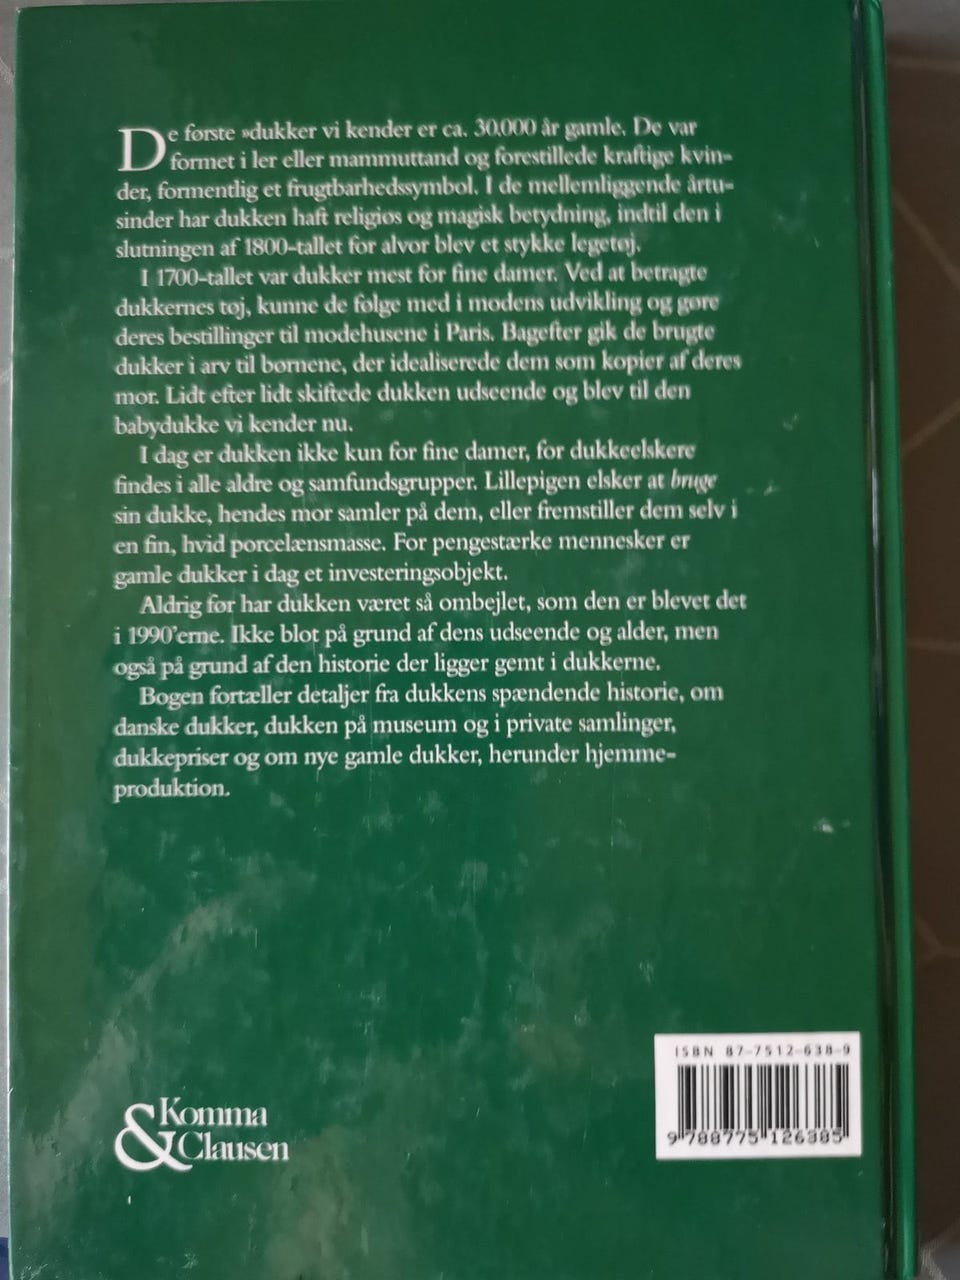 De første »dukker vi kender er ca. 30.000 år gamle. De var
formet i ler eller mammuttand og forestillede kraftige kvin-
der, formentlig et frugtbarhedssymbol. I de mellemliggende årtu-
sinder har dukken haft religiøs og magisk betydning, indtil den i
slutningen af 1800-tallet for alvor blev et stykke legetøj.
I 1700-tallet var dukker mest for fine damer. Ved at betragte
dukkernes tøj, kunne de følge med i modens udvikling og gøre
deres bestillinger til modehusene i Paris. Bagefter gik de brugte
dukker i arv til børnene, der idealiserede dem som kopier af deres
mor. Lidt efter lidt skiftede dukken udseende og blev til den
babydukke vi kender nu.
I dag er dukken ikke kun for fine damer, for dukkeelskere
findes i alle aldre og samfundsgrupper. Lillepigen elsker at bruge
sin dukke, hendes mor samler på dem, eller fremstiller dem selv i
en fin, hvid porcelænsmasse. For pengestærke mennesker er
gamle dukker i dag et investeringsobjekt.
Aldrig før har dukken været så ombejlet, som den er blevet det
i 1990'erne. Ikke blot på grund af dens udseende og alder, men
også på grund af den historie der ligger gemt i dukkerne.
Bogen fortæller detaljer fra dukkens spændende historie, om
danske dukker, dukken på museum og i private samlinger,
dukkepriser og om nye gamle dukker, herunder hjemme-
produktion.
ISBN 87-7512-638-9
9 788775 126385
Komma
& Clausen